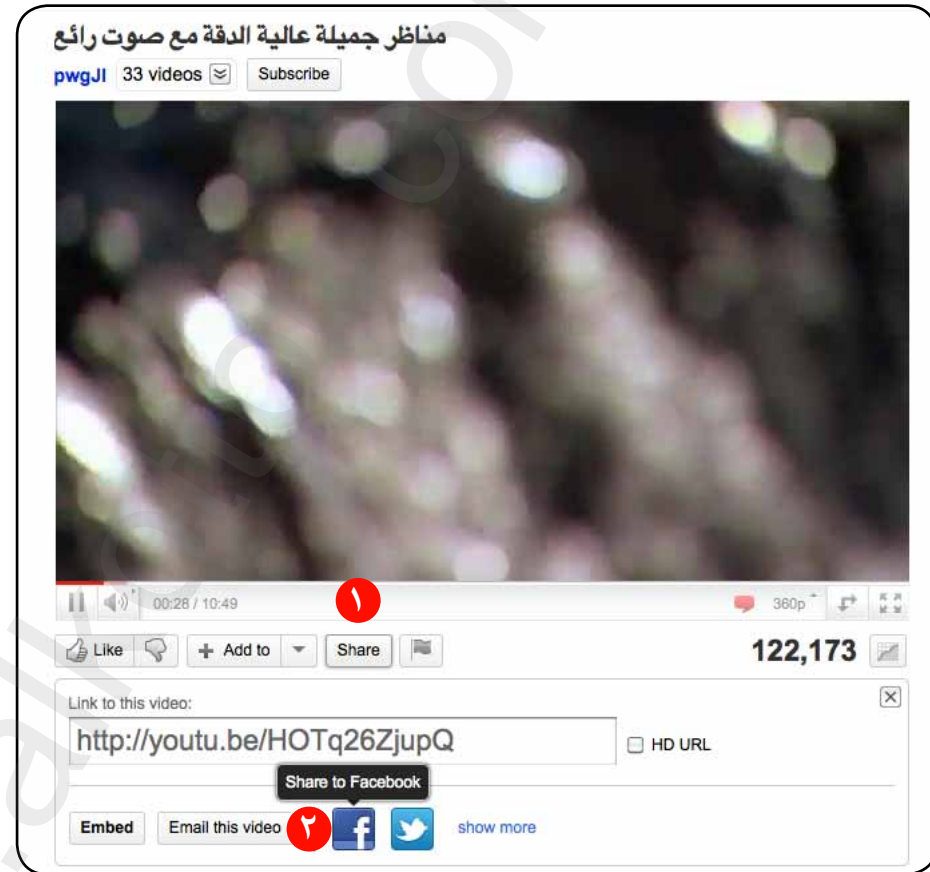 مناظر جميلة عالية الدقة مع صوت رائع
pwgJI 33 videos Subscribe
١
00:28 / 10:49 360p
Like + Add to Share 122,173
Link to this video:
http://youtu.be/HOTq26ZjupQ HD URL
Share to Facebook
Embed Email this video ٢ f show more